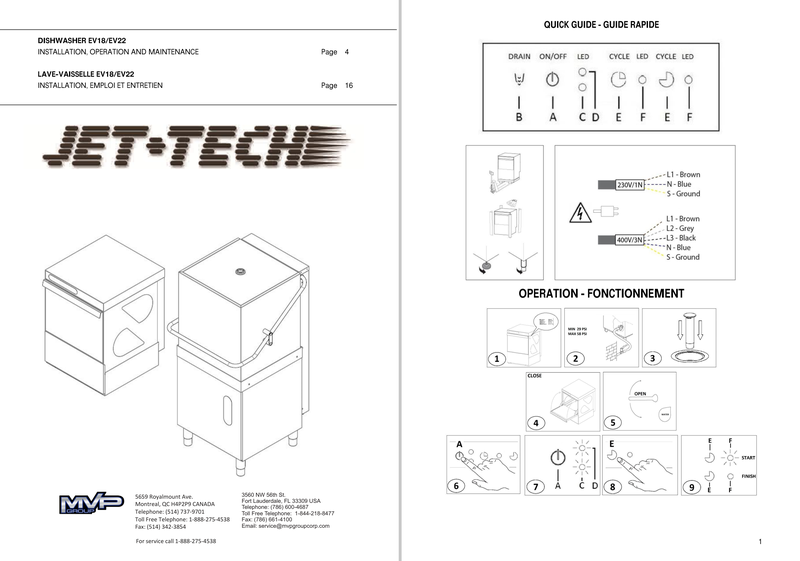 DISHWASHER EV18/EV22
INSTALLATION, OPERATION AND MAINTENANCE Page 4
LAVE-VAISSELLE EV18/EV22
INSTALLATION, EMPLOI ET ENTRETIEN Page 16
JET-TECH
MVP
GROUP
5659 Royalmount Ave.
Montreal, QC H4P2P9 CANADA
Telephone: (514) 737-9701
Toll Free Telephone: 1-888-275-4538
Fax: (514) 342-3854
For service call 1-888-275-4538
3560 NW 56th St.
Fort Lauderdale, FL 33309 USA
Telephone: (786) 600-4687
Toll Free Telephone: 1-844-218-8477
Fax: (786) 661-4100
Email: service@mvpgroupcorp.com
QUICK GUIDE - GUIDE RAPIDE
DRAIN ON/OFF LED CYCLE LED CYCLE LED
B A C D E F E F
230V/1N
L1 - Brown
N - Blue
S - Ground
400V/3N
L1 - Brown
L2 - Grey
L3 - Black
N - Blue
S - Ground
OPERATION - FONCTIONNEMENT
1
MIN 29 PSI
MAX 58 PSI
2
3
CLOSE
4
OPEN
5
A
6
A C D
7
E
8
E F
START
FINISH
E F
9
1